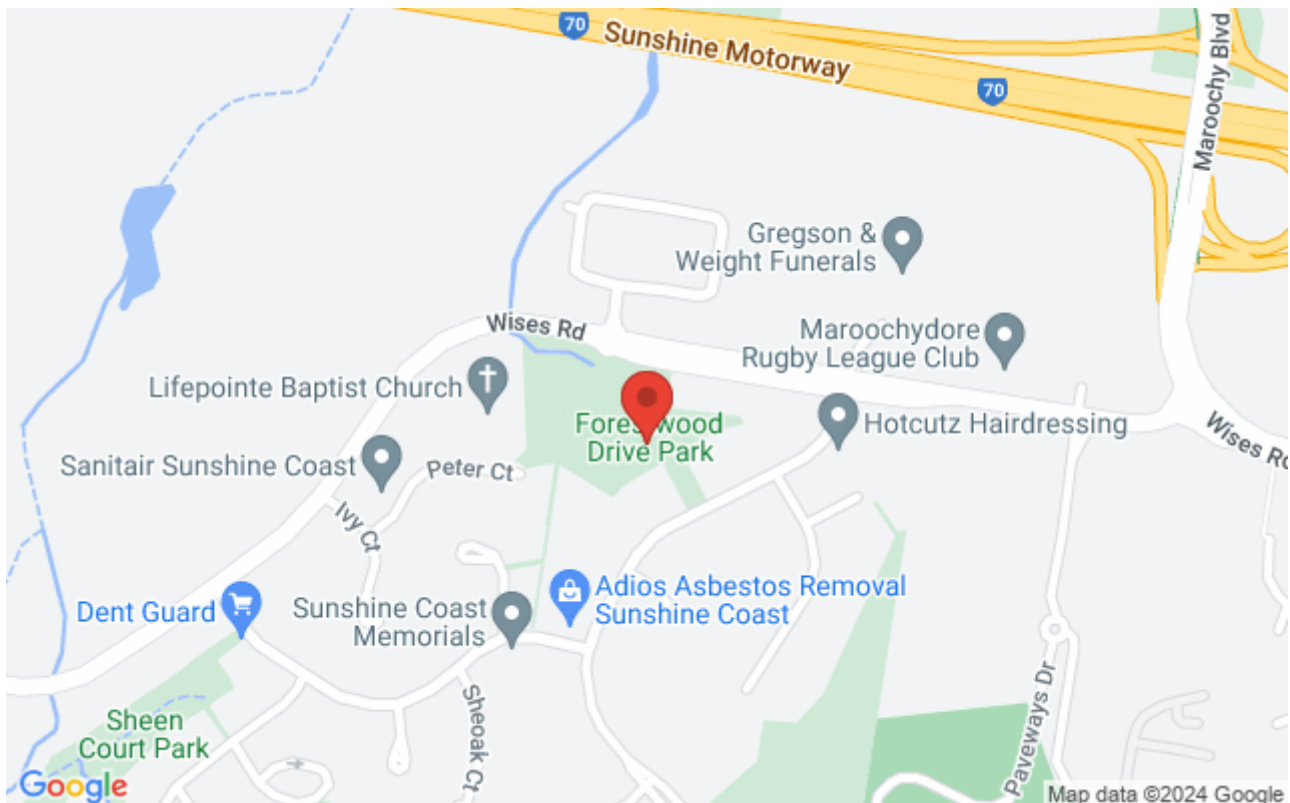 70
Sunshine Motorway
70
Maroochy Blvd
Gregson &
Weight Funerals
Wises Rd
Maroochydore
Rugby League Club
Lifepointe Baptist Church
Forestwood
Drive Park
Hotcutz Hairdressing
Wises Rd
Sanitair Sunshine Coast
Peter Ct
Ivy Ct
Adios Asbestos Removal
Sunshine Coast
Dent Guard
Sunshine Coast
Memorials
Sheoak Ct
Paveways Dr
Sheen
Court Park
Google
Map data ©2024 Google